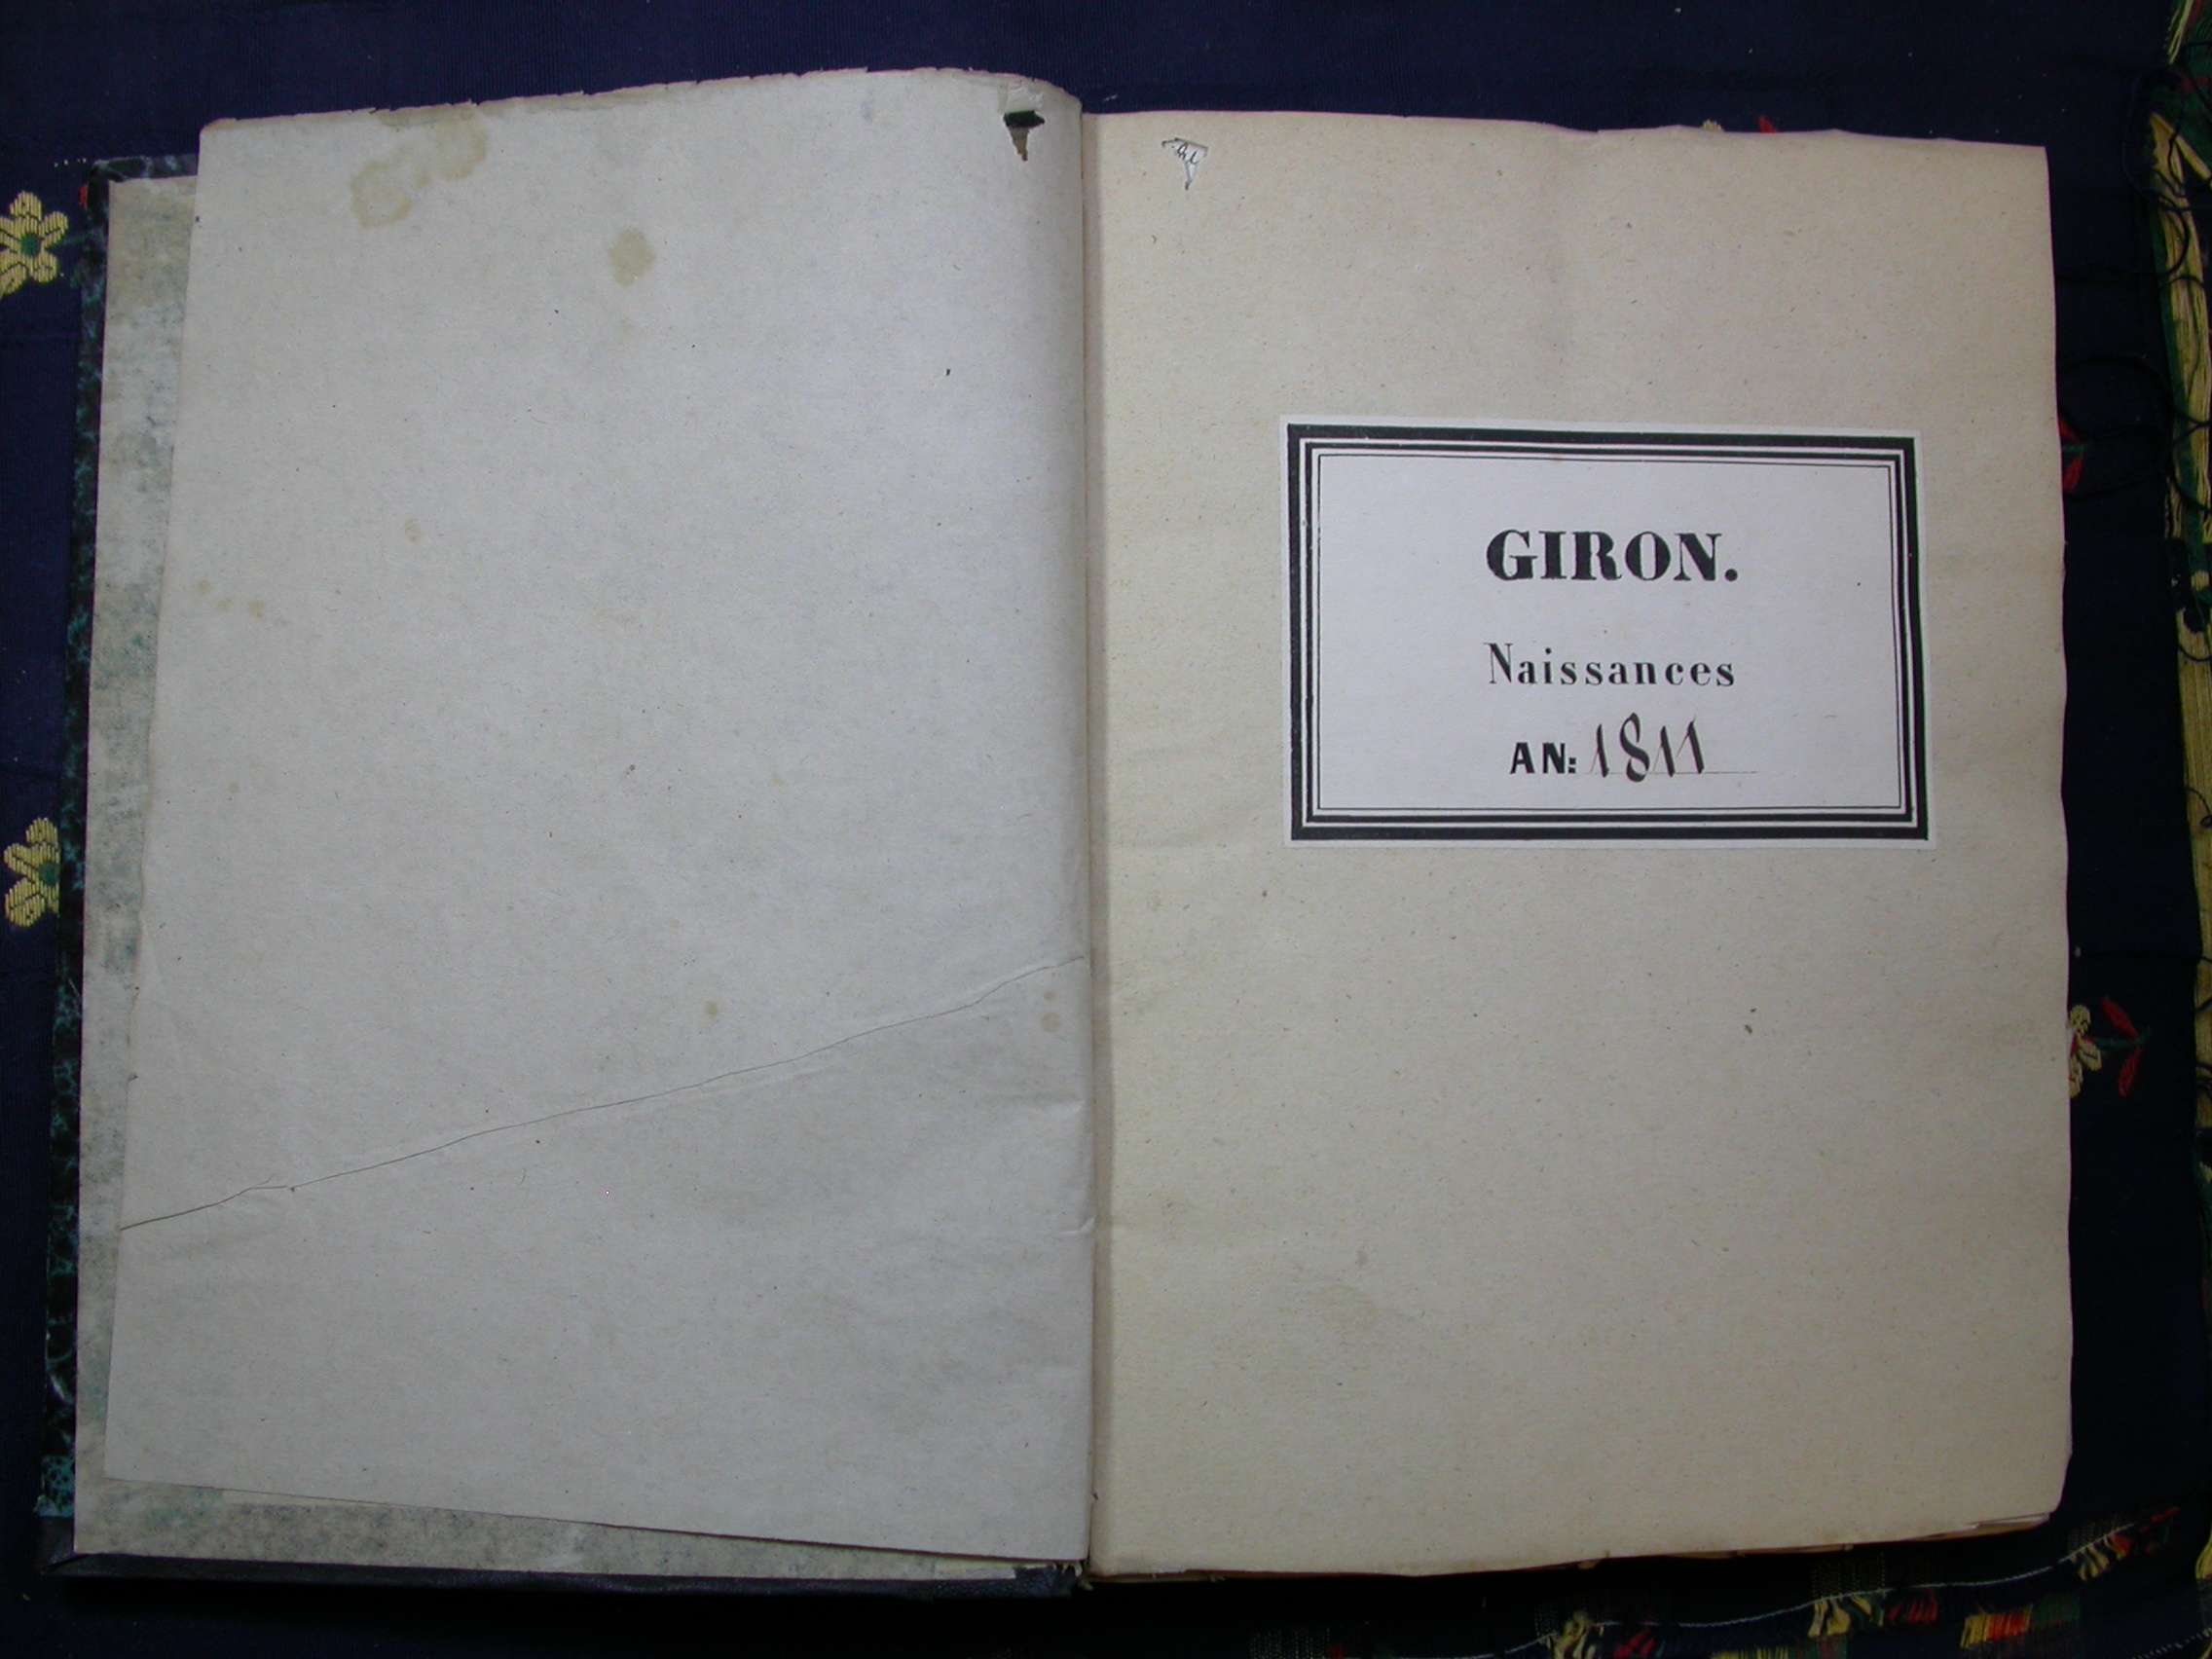 GIRON.
Naissances
AN: 1811